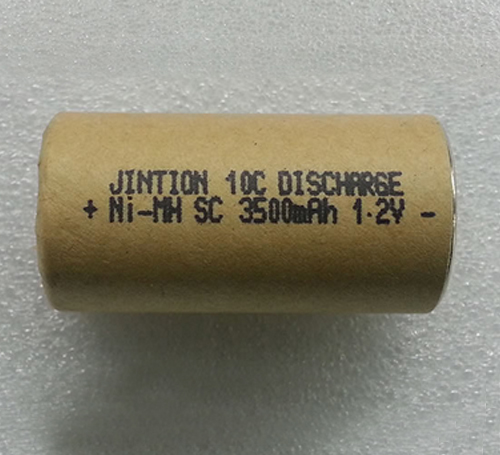 JINTION 10C DISCHARGE
+ Ni-MH SC 3500mAh 1.2V -